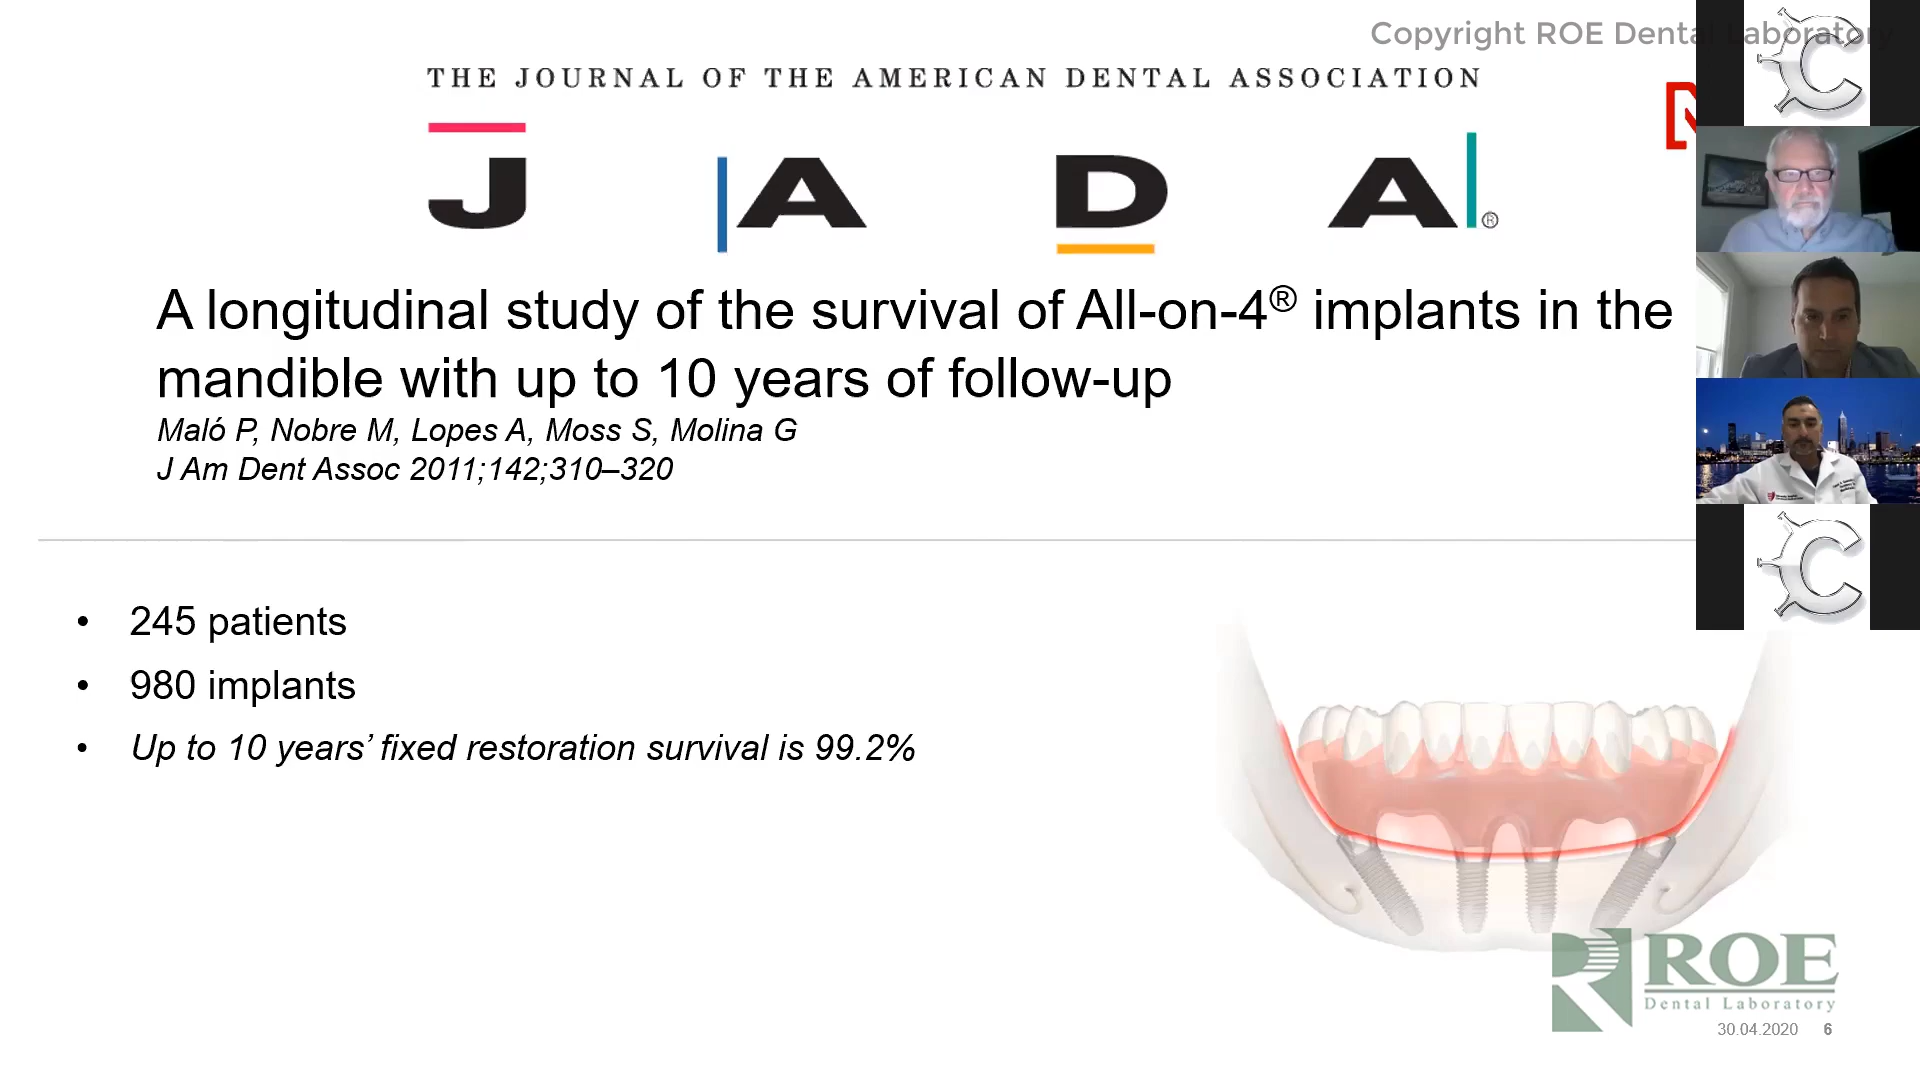 Copyright ROE Dental Laboratory
THE JOURNAL OF THE AMERICAN DENTAL ASSOCIATION
J A D A ®
A longitudinal study of the survival of All-on-4® implants in the
mandible with up to 10 years of follow-up
Maló P, Nobre M, Lopes A, Moss S, Molina G
J Am Dent Assoc 2011;142;310–320
• 245 patients
• 980 implants
• Up to 10 years’ fixed restoration survival is 99.2%
ROE
Dental Laboratory
30.04.2020 6